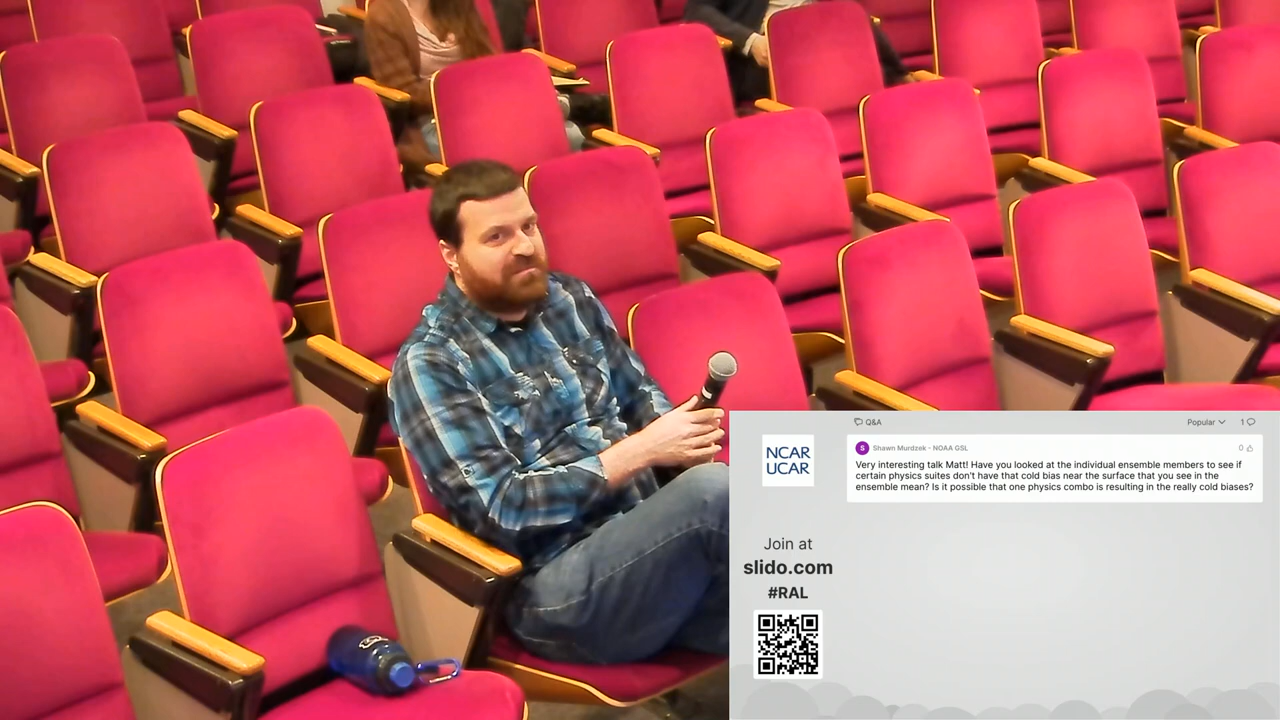 Q&A
Popular
1
S
Shawn Murdzek - NOAA GSL
0
Very interesting talk Matt! Have you looked at the individual ensemble members to see if
certain physics suites don't have that cold bias near the surface that you see in the
ensemble mean? Is it possible that one physics combo is resulting in the really cold biases?
NCAR
UCAR
Join at
slido.com
#RAL